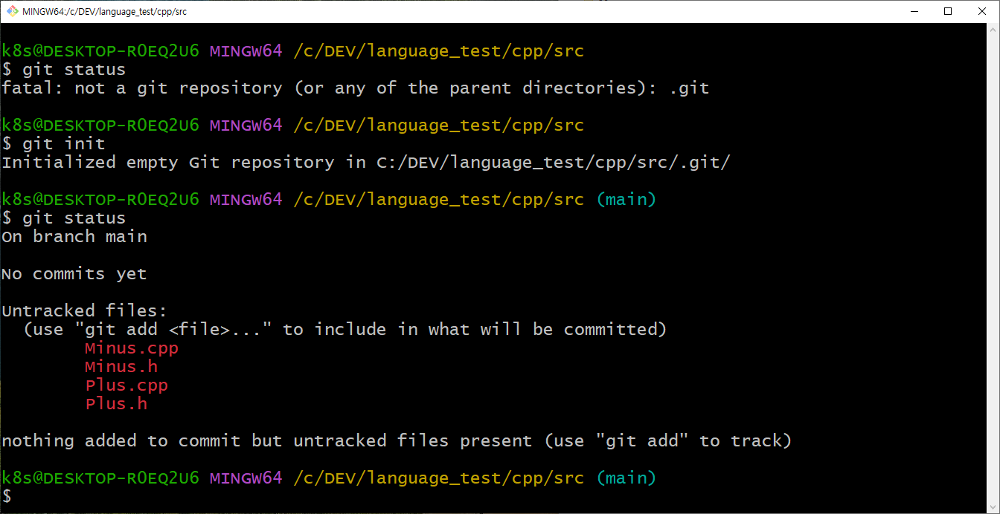 MINGW64:/c/DEV/language_test/cpp/src
k8s@DESKTOP-R0EQ2U6 MINGW64 /c/DEV/language_test/cpp/src
$ git status
fatal: not a git repository (or any of the parent directories): .git
k8s@DESKTOP-R0EQ2U6 MINGW64 /c/DEV/language_test/cpp/src
$ git init
Initialized empty Git repository in C:/DEV/language_test/cpp/src/.git/
k8s@DESKTOP-R0EQ2U6 MINGW64 /c/DEV/language_test/cpp/src (main)
$ git status
On branch main
No commits yet
Untracked files:
  (use "git add <file>..." to include in what will be committed)
        Minus.cpp
        Minus.h
        Plus.cpp
        Plus.h
nothing added to commit but untracked files present (use "git add" to track)
k8s@DESKTOP-R0EQ2U6 MINGW64 /c/DEV/language_test/cpp/src (main)
$